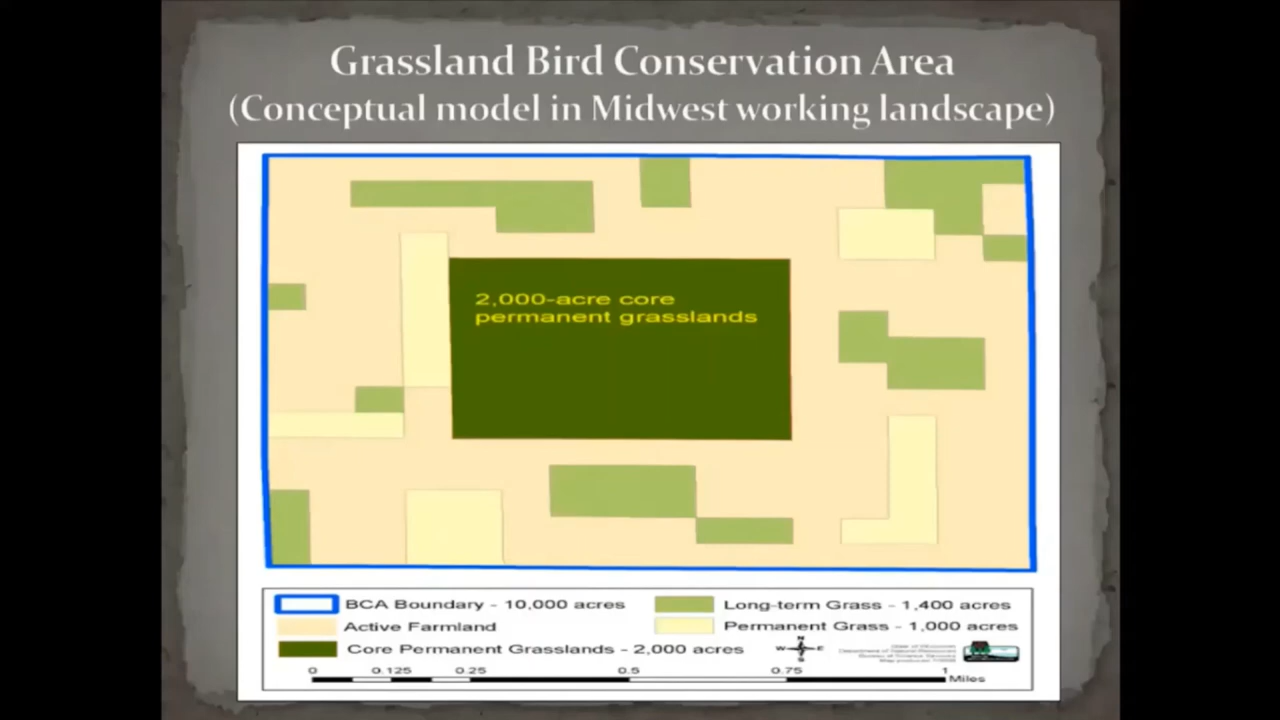 Grassland Bird Conservation Area
(Conceptual model in Midwest working landscape)
2,000-acre core
permanent grasslands
BCA Boundary - 10,000 acres
Long-term Grass - 1,400 acres
Active Farmland
Permanent Grass - 1,000 acres
Core Permanent Grasslands - 2,000 acres
N
W E
S
0 0.125 0.25 0.5 0.75 1
Miles